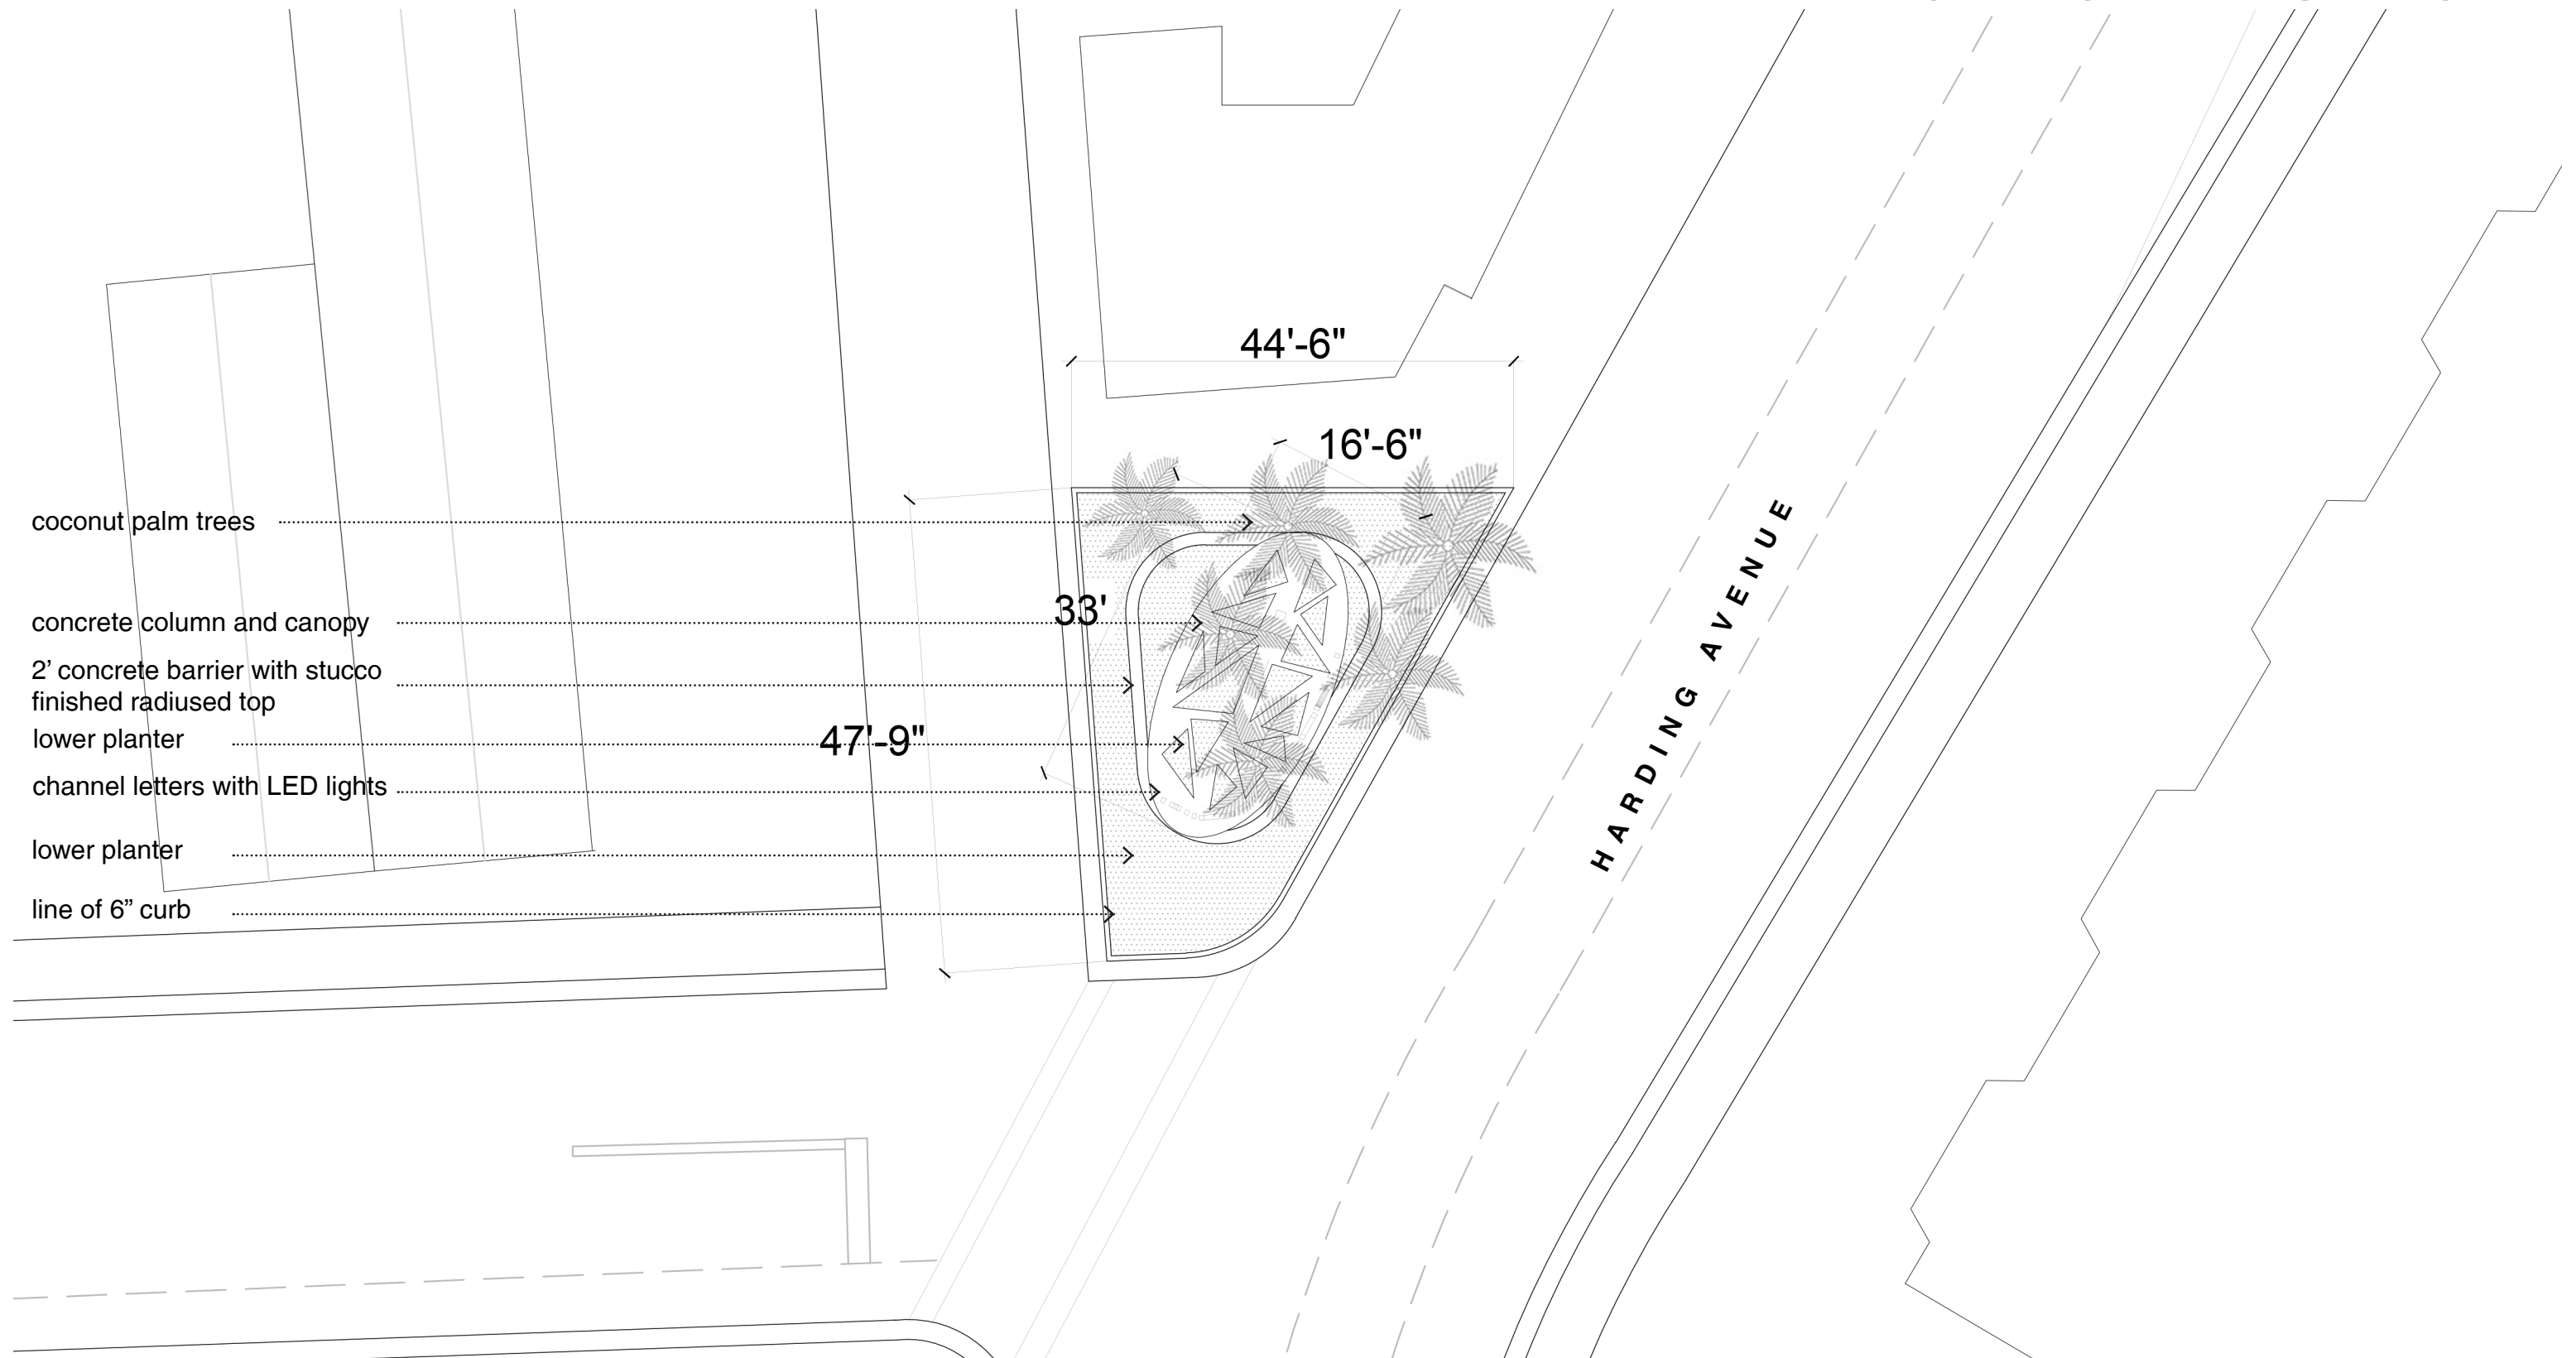 44'-6"
16'-6"
coconut palm trees
33'
concrete column and canopy
2’ concrete barrier with stucco
finished radiused top
lower planter
47'-9"
channel letters with LED lights
lower planter
line of 6” curb
HARDING AVENUE